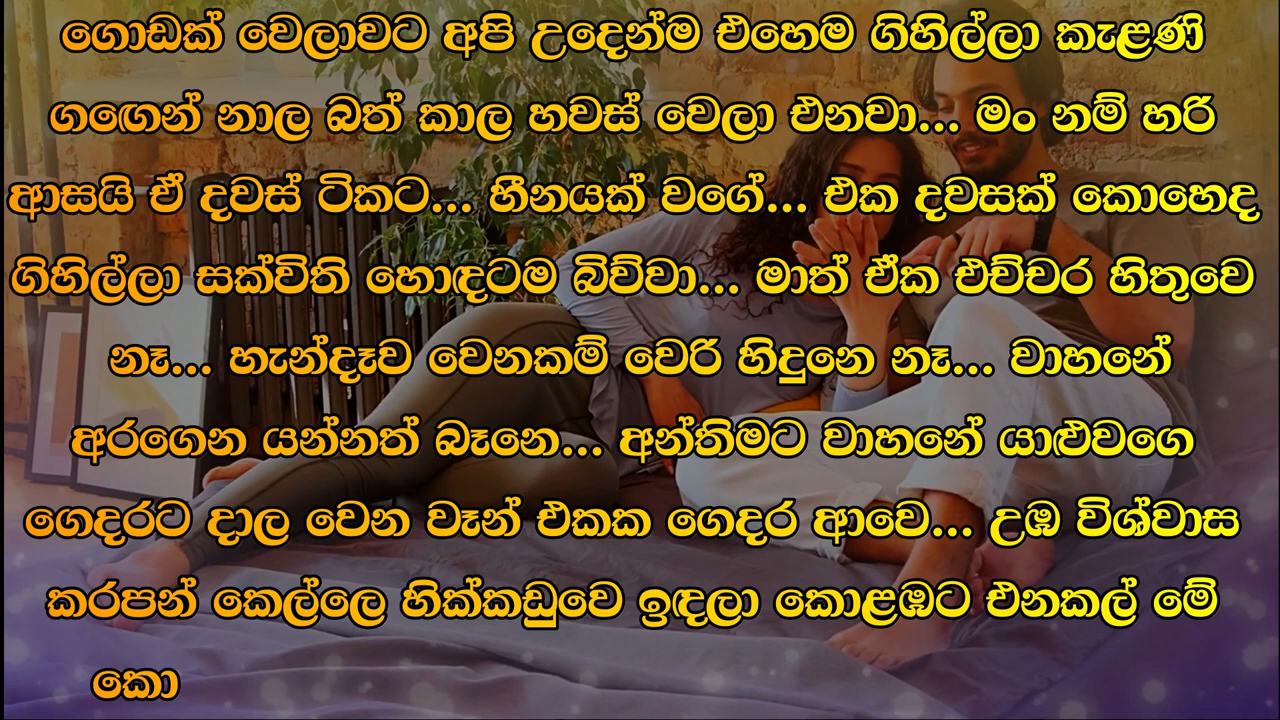 ගොඩක් වෙලාවට අපි උදෙන්ම එහෙම ගිහිල්ලා කැළණි
ගඟෙන් නාල බත් කාල හවස් වෙලා එනවා... මං නම් හරි
ආසයි ඒ දවස් ටිකට... හීනයක් වගේ... එක දවසක් කොහෙද
ගිහිල්ලා සක්විති හොඳටම බිව්වා... මාත් ඒක එච්චර හිතුවෙ
නෑ... හැන්දෑව වෙනකම් වෙරි හිදුනෙ නෑ... වාහනේ
අරගෙන යන්නත් බෑනෙ... අන්තිමට වාහනේ යාළුවගෙ
ගෙදරට දාල වෙන වෑන් එකක ගෙදර ආවෙ... උඹ විශ්වාස
කරපන් කෙල්ලෙ හික්කඩුවෙ ඉඳලා කොළඹට එනකල් මේ
කො